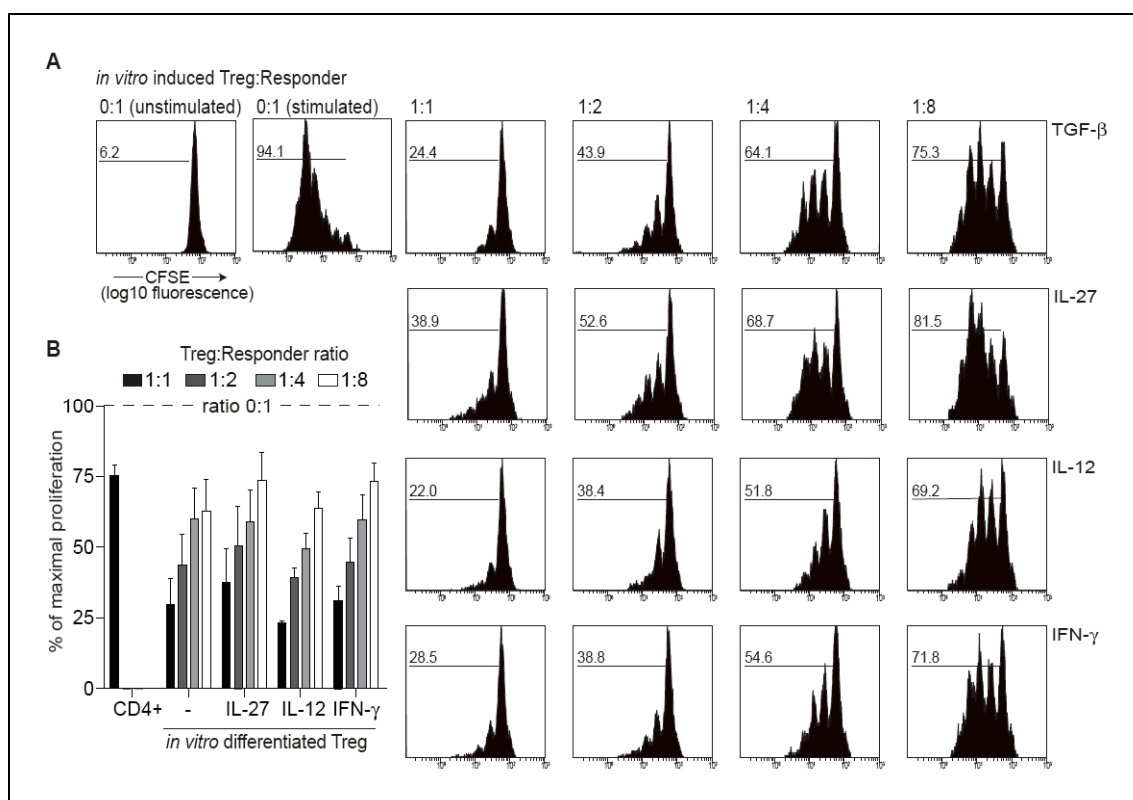 A
in vitro induced Treg:Responder
0:1 (unstimulated) 0:1 (stimulated) 1:1 1:2 1:4 1:8
TGF-β
6.2 94.1 24.4 43.9 64.1 75.3
CFSE
(log10 fluorescence)
IL-27
38.9 52.6 68.7 81.5
B
Treg:Responder ratio
1:1 1:2 1:4 1:8
100
ratio 0:1
75
50
25
0
% of maximal proliferation
CD4+ - IL-27 IL-12 IFN-γ
in vitro differentiated Treg
IL-12
22.0 38.4 51.8 69.2
IFN-γ
28.5 38.8 54.6 71.8